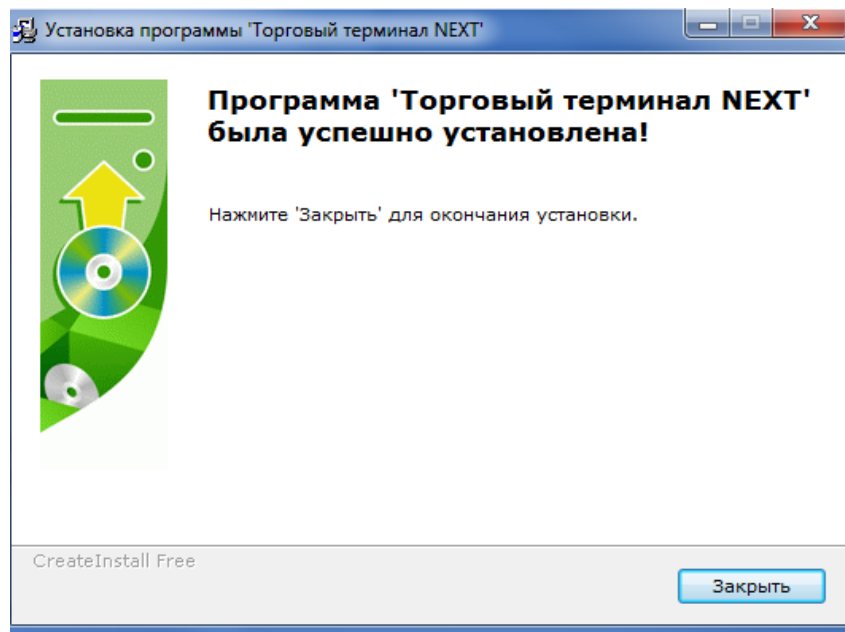 Установка программы 'Торговый терминал NEXT'
Программа 'Торговый терминал NEXT'
была успешно установлена!
Нажмите 'Закрыть' для окончания установки.
CreateInstall Free
Закрыть